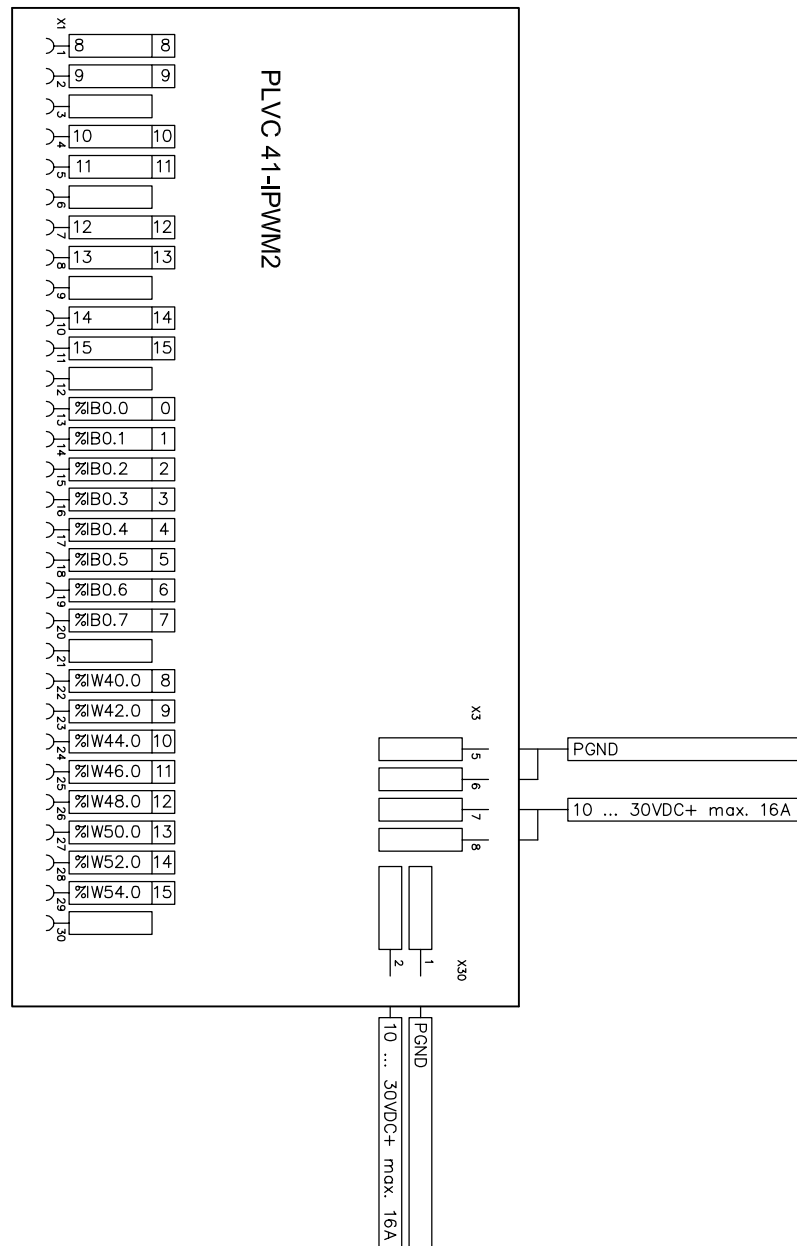 X1
1 8 8
2 9 9
3
4 10 10
5 11 11
6
7 12 12
8 13 13
9
10 14 14
11 15 15
12
13 %IB0.0 0
14 %IB0.1 1
15 %IB0.2 2
16 %IB0.3 3
17 %IB0.4 4
18 %IB0.5 5
19 %IB0.6 6
20 %IB0.7 7
21
22 %IW40.0 8
23 %IW42.0 9
24 %IW44.0 10
25 %IW46.0 11
26 %IW48.0 12
27 %IW50.0 13
28 %IW52.0 14
29 %IW54.0 15
30
PLVC 41-IPWM2
X3
5
6
7
8
PGND
10 ... 30VDC+ max. 16A
X30
1
2
PGND
10 ... 30VDC+ max. 16A